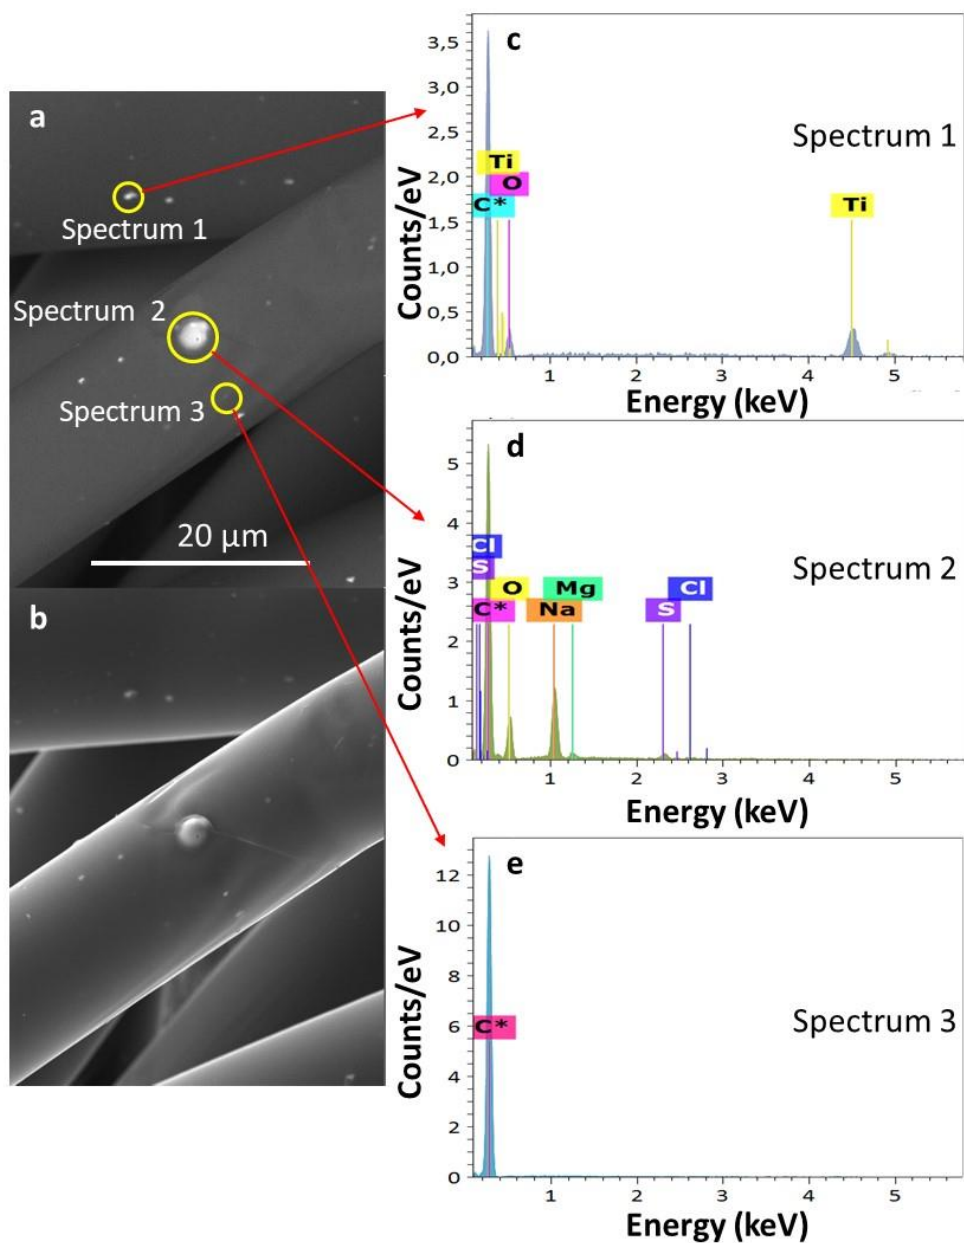 a
Spectrum 1
Spectrum 2
Spectrum 3
20 µm
b
c
Spectrum 1
Counts/eV
3,5
3,0
2,5
2,0
1,5
1,0
0,5
0,0
Ti
O
C*
Ti
1 2 3 4 5
Energy (keV)
d
Spectrum 2
Counts/eV
5
4
3
2
1
0
Cl
S
C*
O
Na
Mg
S
Cl
1 2 3 4 5
Energy (keV)
e
Spectrum 3
Counts/eV
12
10
8
6
4
2
0
C*
1 2 3 4 5
Energy (keV)